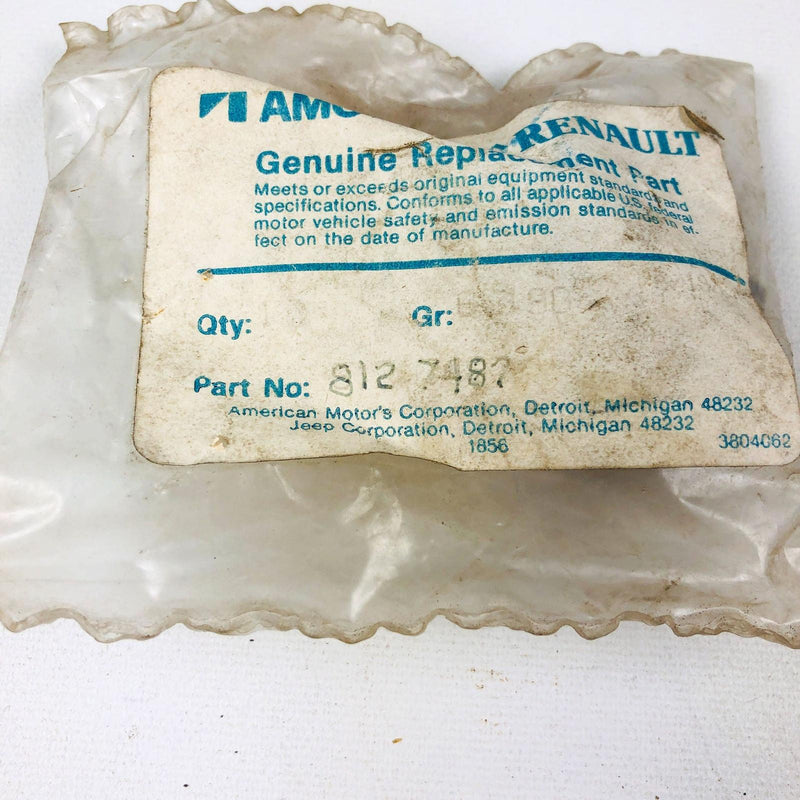 AMC RENAULT
Genuine Replacement Part
Meets or exceeds original equipment standards and
specifications. Conforms to all applicable U.S. federal
motor vehicle safety and emission standards in ef-
fect on the date of manufacture.
Qty: Gr:
Part No: 812 7487
American Motor's Corporation, Detroit, Michigan 48232
Jeep Corporation, Detroit, Michigan 48232
1856 3804062